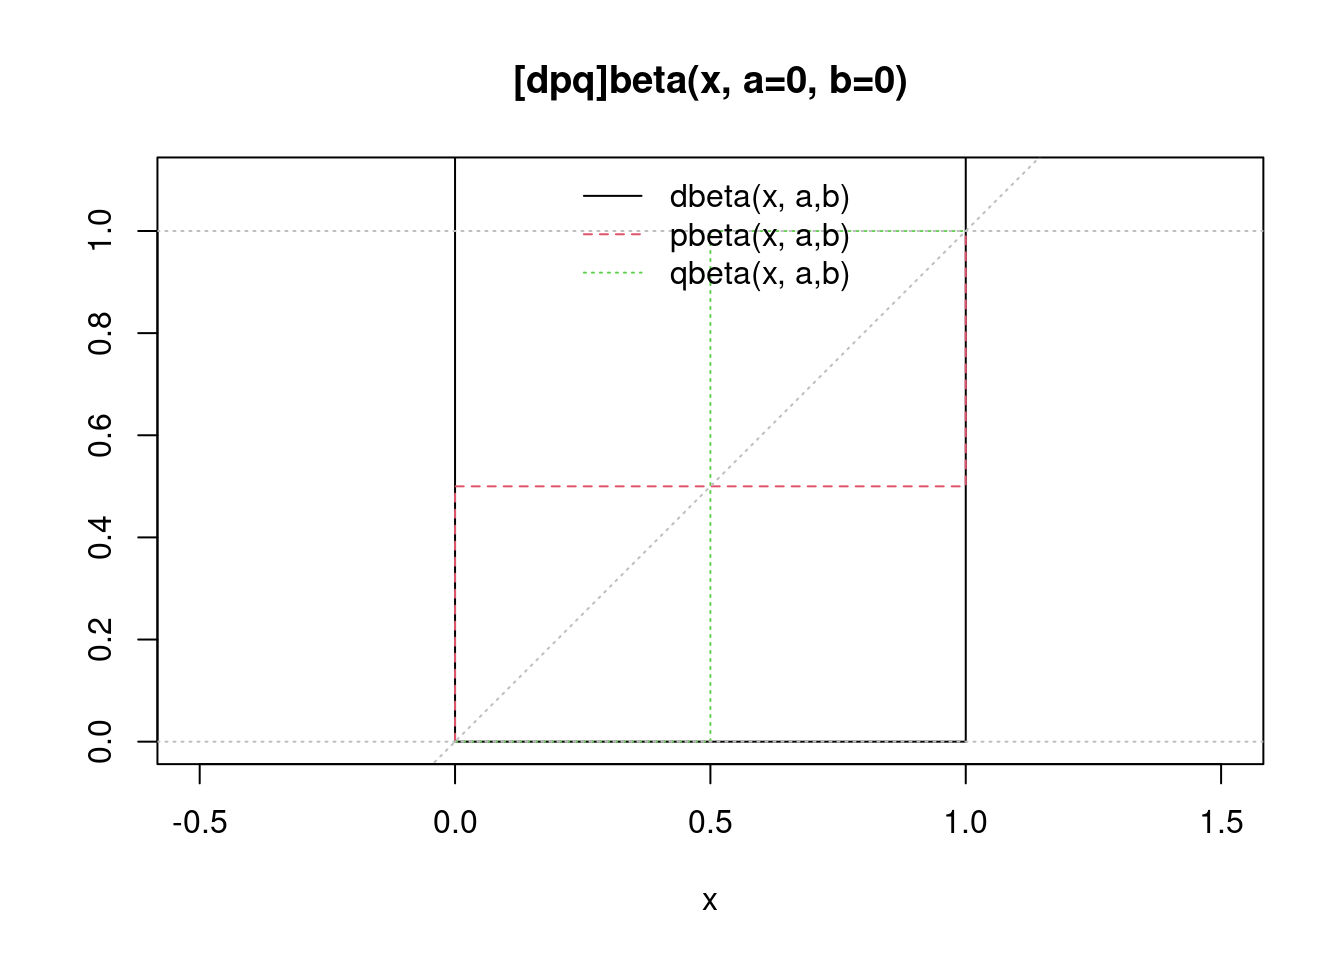 [dpq]beta(x, a=0, b=0)
dbeta(x, a,b)
pbeta(x, a,b)
qbeta(x, a,b)
1.0
0.8
0.6
0.4
0.2
0.0
-0.5 0.0 0.5 1.0 1.5
x